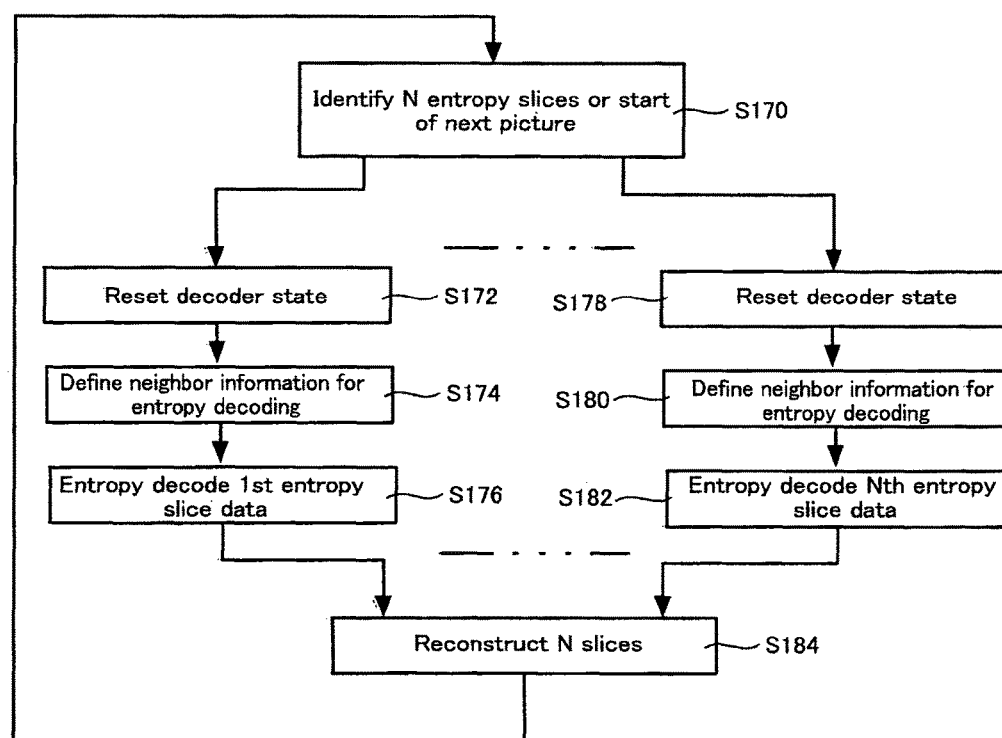 Identify N entropy slices or start
of next picture
S170
Reset decoder state
S172
S178
Reset decoder state
Define neighbor information for
entropy decoding
S174
S180
Define neighbor information for
entropy decoding
Entropy decode 1st entropy
slice data
S176
S182
Entropy decode Nth entropy
slice data
Reconstruct N slices
S184